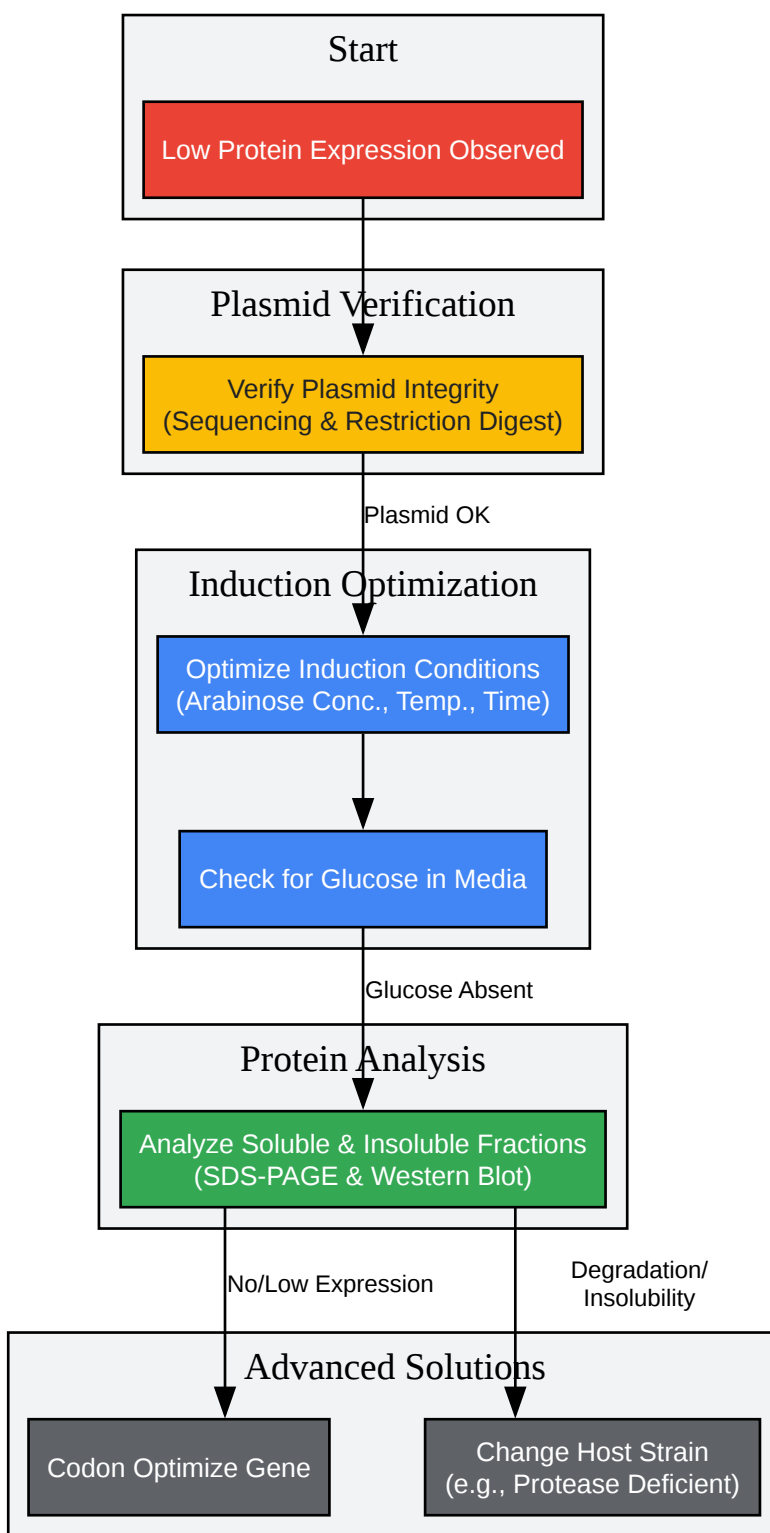 Start
Low Protein Expression Observed
Plasmid Verification
Verify Plasmid Integrity
(Sequencing & Restriction Digest)
Plasmid OK
Induction Optimization
Optimize Induction Conditions
(Arabinose Conc., Temp., Time)
Check for Glucose in Media
Glucose Absent
Protein Analysis
Analyze Soluble & Insoluble Fractions
(SDS-PAGE & Western Blot)
No/Low Expression
Degradation/
Insolubility
Advanced Solutions
Codon Optimize Gene
Change Host Strain
(e.g., Protease Deficient)